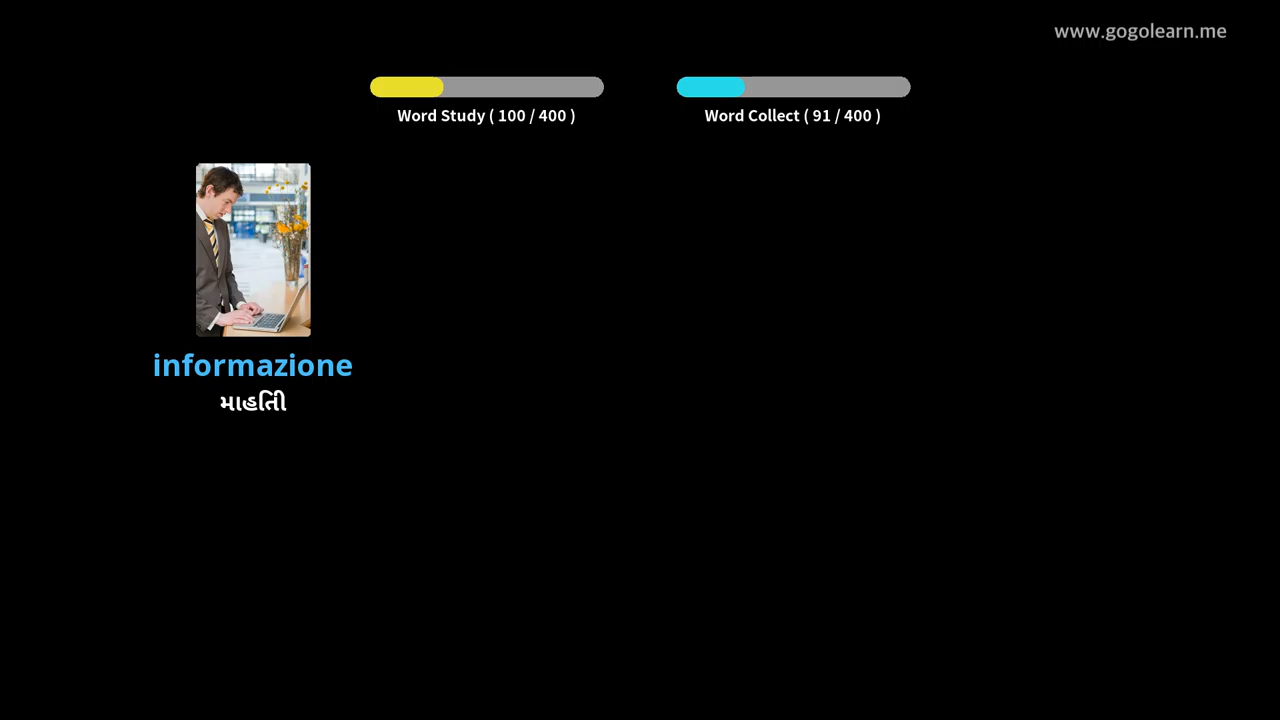 www.gogolearn.me
Word Study ( 100 / 400 )
Word Collect ( 91 / 400 )
informazione
માહિતી